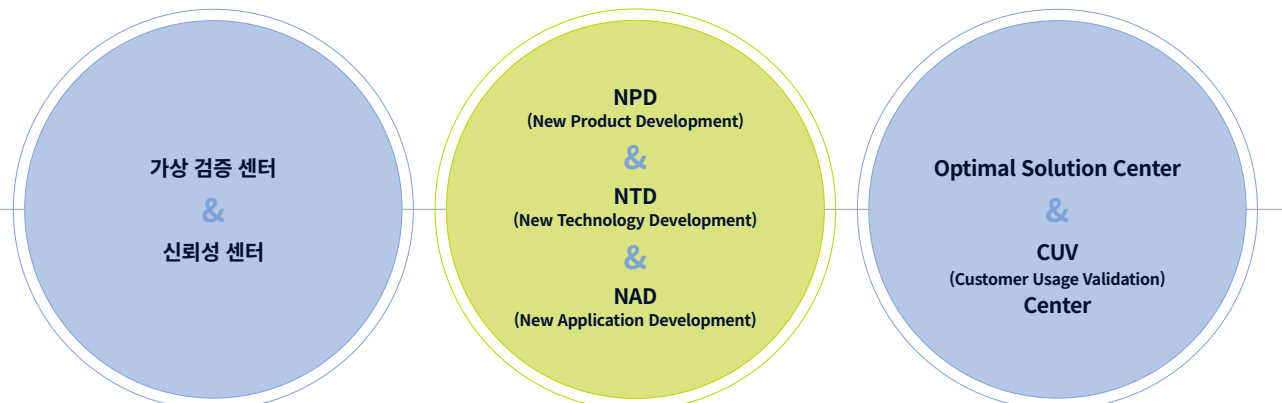 가상 검증 센터
&
신뢰성 센터
NPD
(New Product Development)
&
NTD
(New Technology Development)
&
NAD
(New Application Development)
Optimal Solution Center
&
CUV
(Customer Usage Validation)
Center